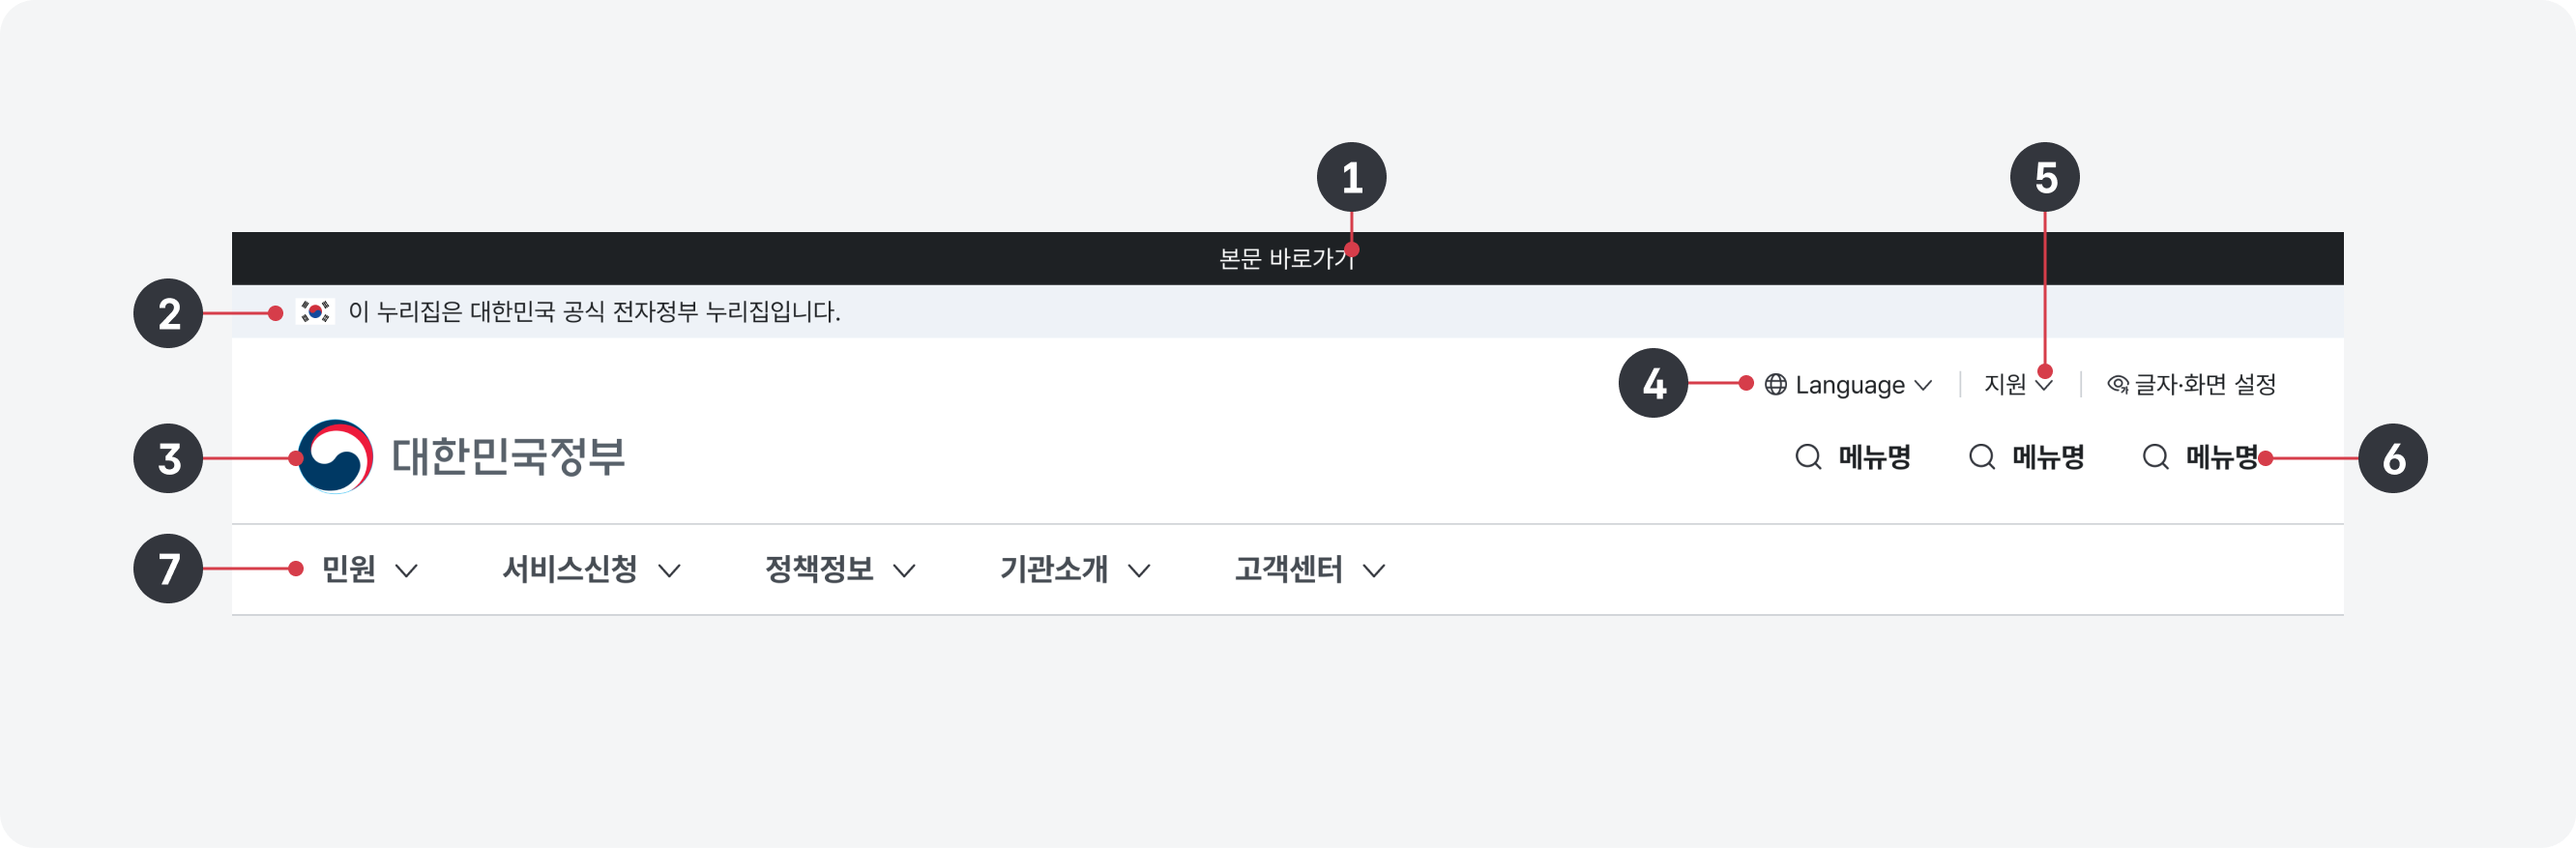 1
5
본문 바로가기
2
이 누리집은 대한민국 공식 전자정부 누리집입니다.
4
Language
지원
글자·화면 설정
3
대한민국정부
메뉴명
메뉴명
메뉴명
6
7
민원
서비스신청
정책정보
기관소개
고객센터